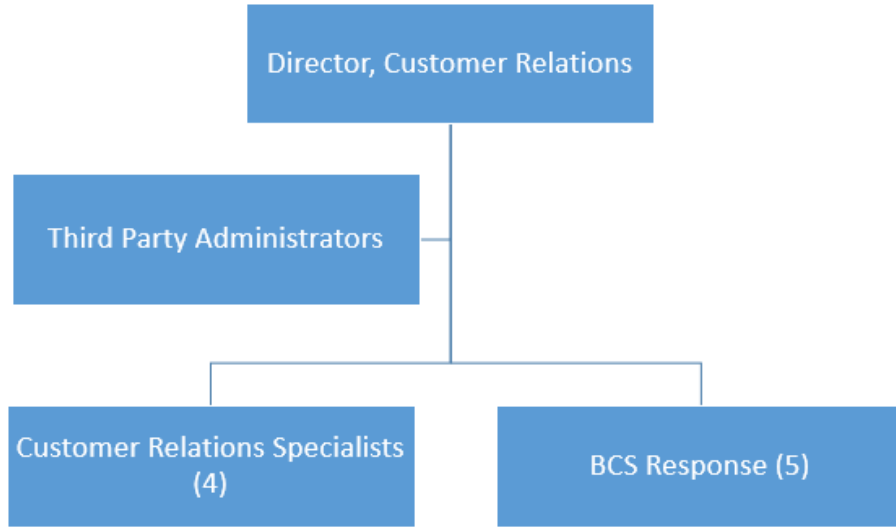 Director, Customer Relations
Third Party Administrators
Customer Relations Specialists
(4)
BCS Response (5)